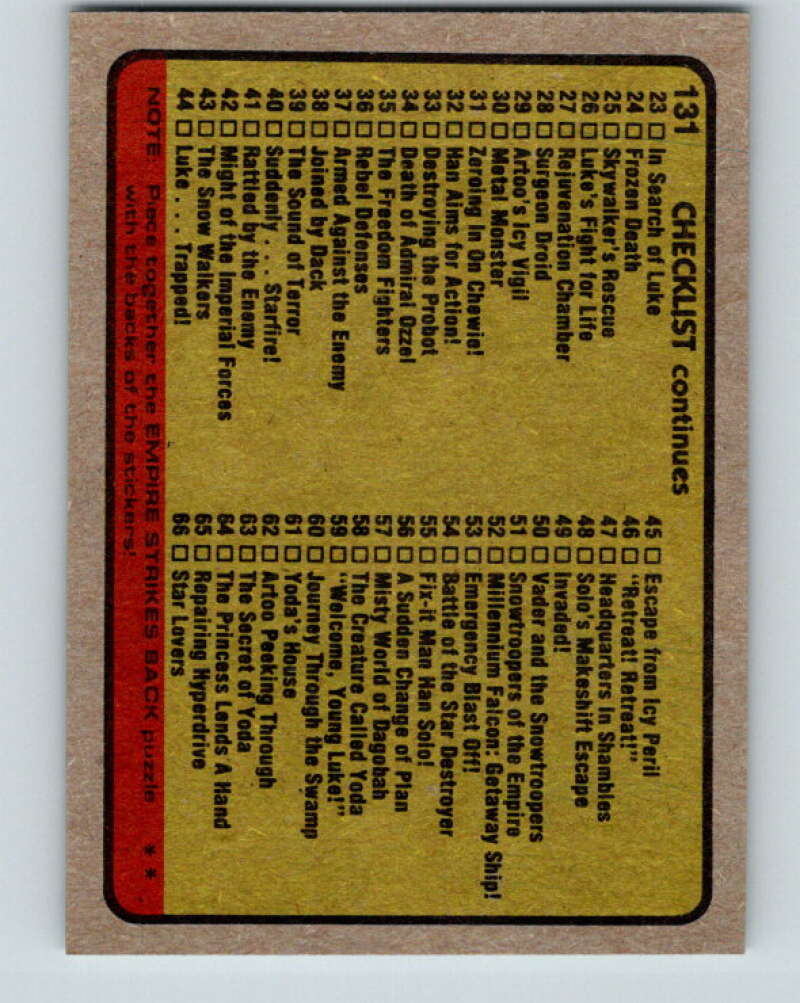 131 CHECKLIST continues
23 □ In Search of Luke
24 □ Frozen Death
25 □ Skywalker's Rescue
26 □ Luke's Fight for Life
27 □ Rejuvenation Chamber
28 □ Surgeon Droid
29 □ Artoo's Icy Vigil
30 □ Metal Monster
31 □ Zeroing In On Chewie!
32 □ Han Aims for Action!
33 □ Destroying the Probot
34 □ Death of Admiral Ozzel
35 □ The Freedom Fighters
36 □ Rebel Defenses
37 □ Armed Against the Enemy
38 □ Joined by Dack
39 □ The Sound of Terror
40 □ Suddenly . . . Starfire!
41 □ Rattled by the Enemy
42 □ Might of the Imperial Forces
43 □ The Snow Walkers
44 □ Luke . . . Trapped!
45 □ Escape from Icy Peril
46 □ "Retreat! Retreat!"
47 □ Headquarters In Shambles
48 □ Solo's Makeshift Escape
49 □ Invaded!
50 □ Vader and the Snowtroopers
51 □ Snowtroopers of the Empire
52 □ Millennium Falcon: Getaway Ship!
53 □ Emergency Blast Off!
54 □ Battle of the Star Destroyer
55 □ Fix-it Man Han Solo!
56 □ A Sudden Change of Plan
57 □ Misty World of Dagobah
58 □ The Creature Called Yoda
59 □ "Welcome, Young Luke!"
60 □ Journey Through the Swamp
61 □ Yoda's House
62 □ Artoo Peeking Through
63 □ The Secret of Yoda
64 □ The Princess Lends A Hand
65 □ Repairing Hyperdrive
66 □ Star Lovers
NOTE: Piece together the EMPIRE STRIKES BACK puzzle
with the backs of the stickers! * *